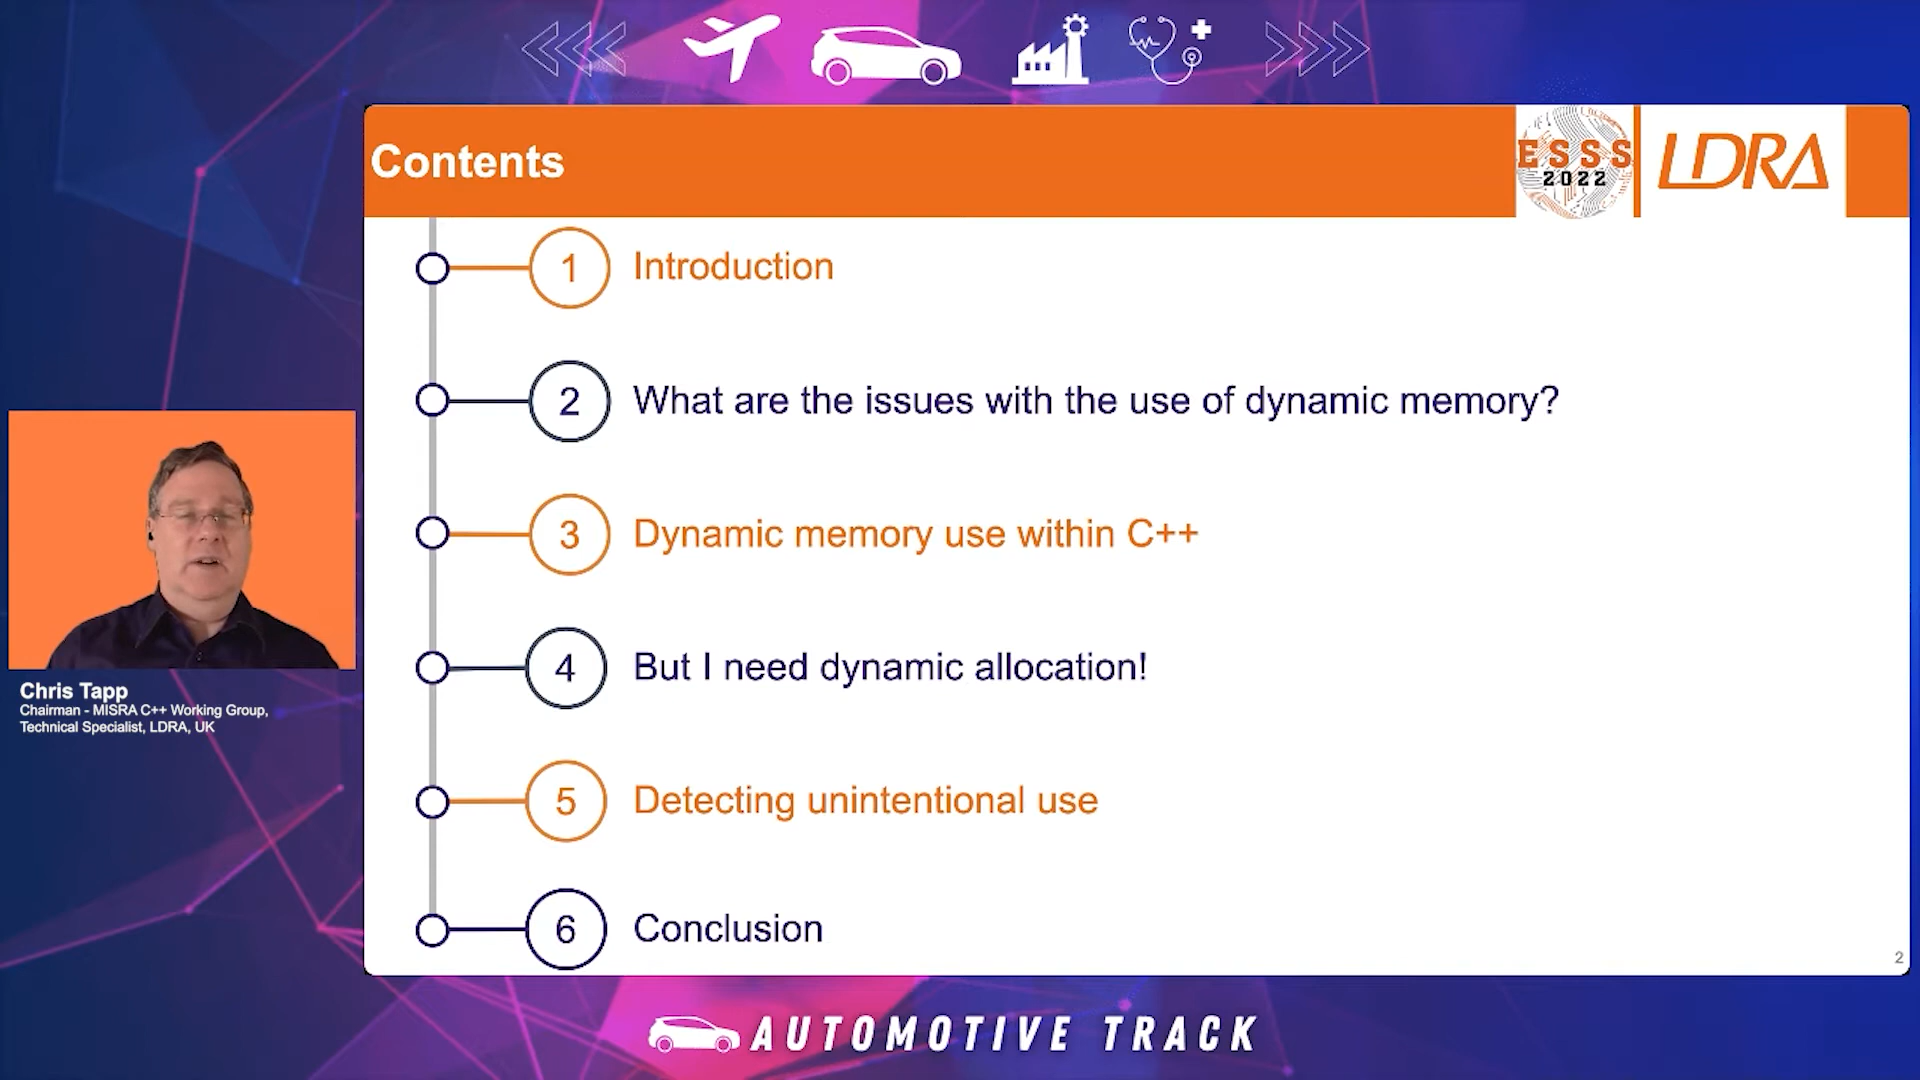 Contents
ESSS
2022
LDRA
1 Introduction
2 What are the issues with the use of dynamic memory?
3 Dynamic memory use within C++
4 But I need dynamic allocation!
5 Detecting unintentional use
6 Conclusion
2
Chris Tapp
Chairman - MISRA C++ Working Group,
Technical Specialist, LDRA, UK
AUTOMOTIVE TRACK